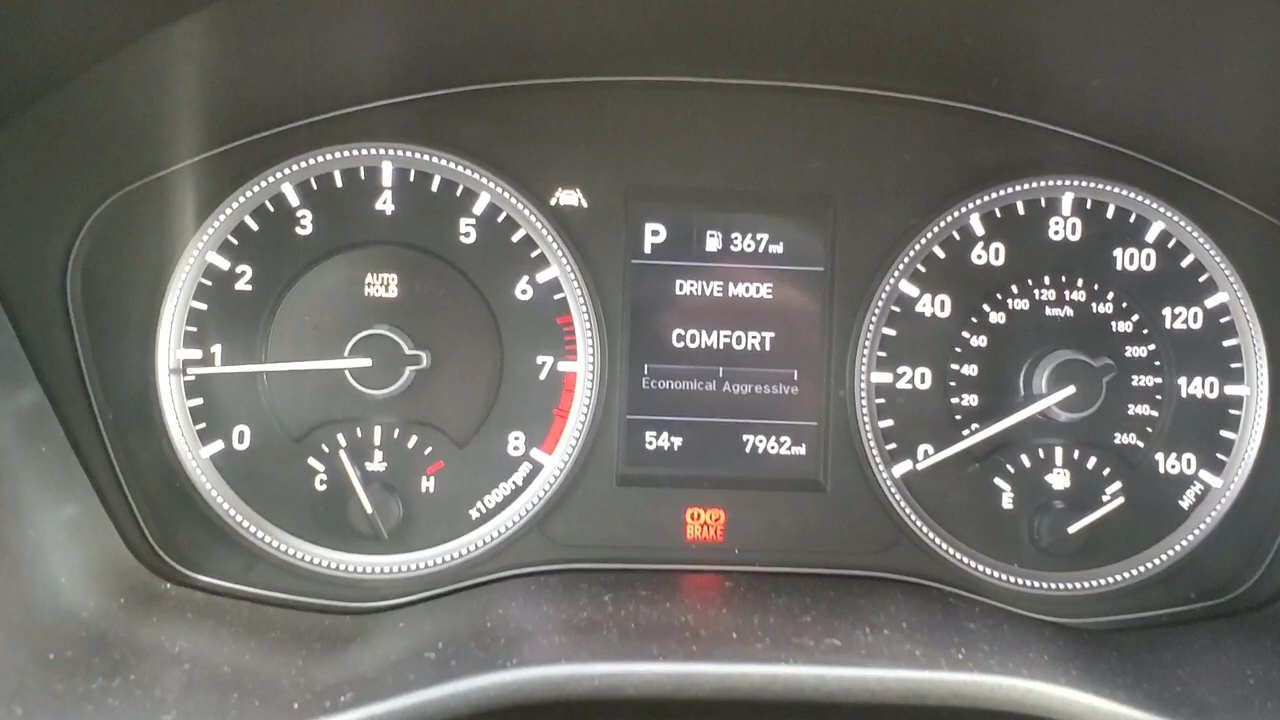 0
1
2
3
4
5
6
7
8
x1000rpm
AUTO
HOLD
C
H
P
367mi
DRIVE MODE
COMFORT
Economical Aggressive
54°F
7962mi
BRAKE
0
20
40
60
80
100
120
140
160
MPH
20
40
60
80
100
120
140
160
180
200
220
240
260
km/h
E